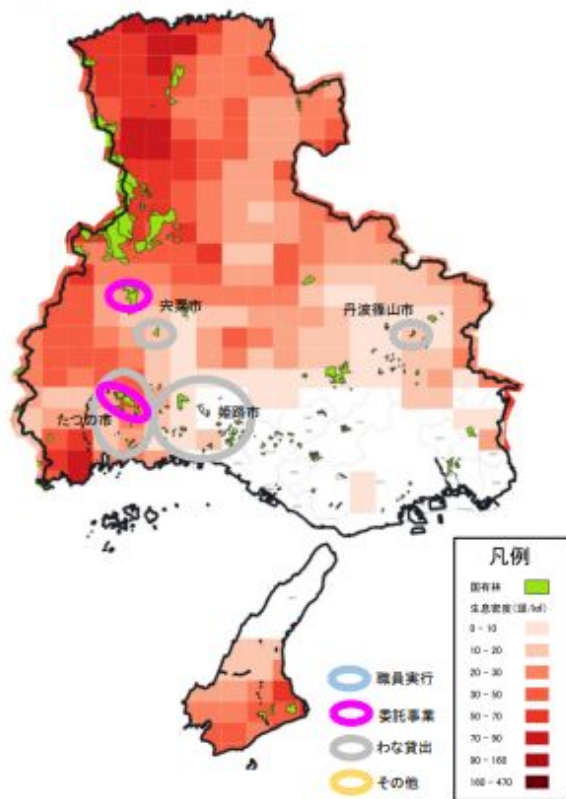 宍粟市
丹波篠山市
たつの市
姫路市
凡例
国有林
生息密度(頭/㎢)
0 - 10
10 - 20
20 - 30
30 - 50
50 - 70
70 - 90
90 - 160
160 - 470
職員実行
委託事業
わな貸出
その他